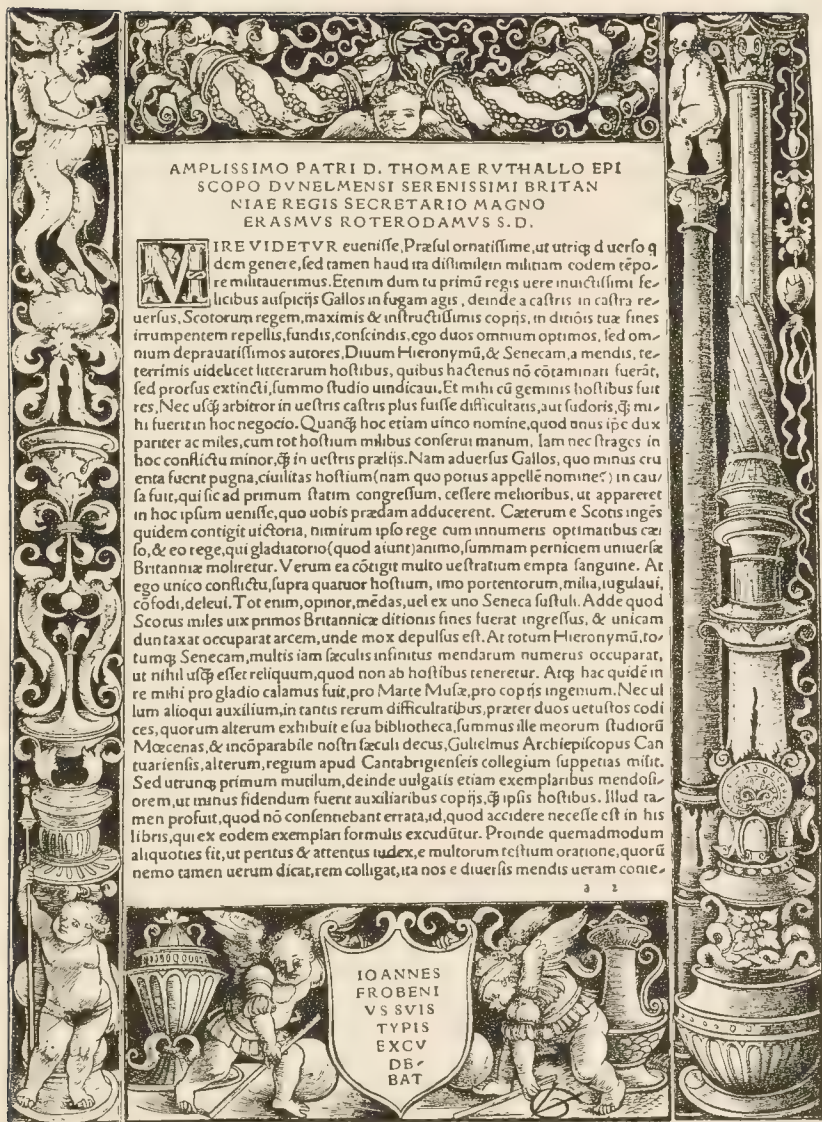 AMPLISSIMO PATRI D. THOMAE RVTHALLO EPI
SCOPO DVNELMENSI SERENISSIMI BRITAN
NIAE REGIS SECRETARIO MAGNO
ERASMVS ROTERODAMVS S.D.
MIRE VIDETVR eueniſſe, Præſul ornatiſſime, ut utriqꝫ d uerſo q
dem genere, ſed tamen haud ita diſſimilem militiam eodem tēpo-
re militauerimus. Etenim dum tu primū regis uere inuictiſſimi fe-
licibus auſpicijs Gallos in fugam agis, deinde a caſtris in caſtra re-
uerſus, Scotorum regem, maximis & inſtructiſſimis copijs, in ditiōis tuæ fines
irrumpentem repellis, fundis, conſcindis, ego duos omnium optimos, ſed om-
nium deprauatiſſimos autores, Diuum Hieronymū, & Senecam, a mendis, te-
terrimis uidelicet litterarum hoſtibus, quibus hactenus nō cōtaminati fuerāt,
ſed prorſus extincti, ſummo ſtudio uindicaui. Et mihi cū geminis hoſtibus fuit
res, Nec uſqꝫ arbitror in ueſtris caſtris plus fuiſſe difficultatis, aut ſudoris, qꝫ mi-
hi fuerit in hoc negocio. Quanqꝫ hoc etiam uinco nomine, quod unus ip̄e dux
pariter ac miles, cum tot hoſtium milibus conſerui manum. Iam nec ſtrages in
hoc conflictu minor, qꝫ in ueſtris prælijs. Nam aduerſus Gallos, quo minus cru
enta fuerit pugna, ciuilitas hoſtium (nam quo potius appellē nomine?) in cau/
ſa fuit, qui ſic ad primum ſtatim congreſſum, ceſſere melioribus, ut appareret
in hoc ipſum ueniſſe, quo uobis prædam adducerent. Cæterum e Scotis ingēs
quidem contigit uictoria, nimirum ipſo rege cum innumeris optimatibus cæ
ſo, & eo rege, qui gladiatorio (quod aiunt) animo, ſummam perniciem uniuerſæ
Britanniæ moliretur. Verum ea cōtigit multo ueſtratium empta ſanguine. At
ego unico conflictu, ſupra quatuor hoſtium, imo portentorum, milia, iugulaui,
cōfodi, deleui. Tot enim, opinor, mēdas, uel ex uno Seneca ſuſtuli. Adde quod
Scotus miles uix primos Britannicæ ditionis fines fuerat ingreſſus, & unicam
duntaxat occuparat arcem, unde mox depulſus eſt. At totum Hieronymū, to-
tumqꝫ Senecam, multis iam ſæculis infinitus mendarum numerus occuparat,
ut nihil uſqꝫ eſſet reliquum, quod non ab hoſtibus teneretur. Atqꝫ hac quidē in
re mihi pro gladio calamus fuit, pro Marte Muſæ, pro copijs ingenium. Nec ul
lum alioqui auxilium, in tantis rerum difficultatibus, præter duos uetuſtos codi
ces, quorum alterum exhibuit e ſua bibliotheca, ſummus ille meorum ſtudiorū
Mœcenas, & incōparabile noſtri ſæculi decus, Gulielmus Archiepiſcopus Can
tuarienſis, alterum, regium apud Cantabrigienſeis collegium ſuppetias miſit.
Sed utrunqꝫ primum mutilum, deinde uulgatis etiam exemplaribus mendoſi-
orem, ut minus fidendum fuerit auxiliaribus copijs, qꝫ ipſis hoſtibus. Illud ta-
men profuit, quod nō conſentiebant errata, id, quod accidere neceſſe eſt in his
libris, qui ex eodem exemplari formulis excudūtur. Proinde quemadmodum
aliquoties fit, ut peritus & attentus iudex, e multorum teſtium oratione, quorū
nemo tamen uerum dicat, rem colligat, ita nos e diuerſis mendis ueram conie-
a 2
IOANNES
FROBENI
VS SVIS
TYPIS
EXCV
DE-
BAT